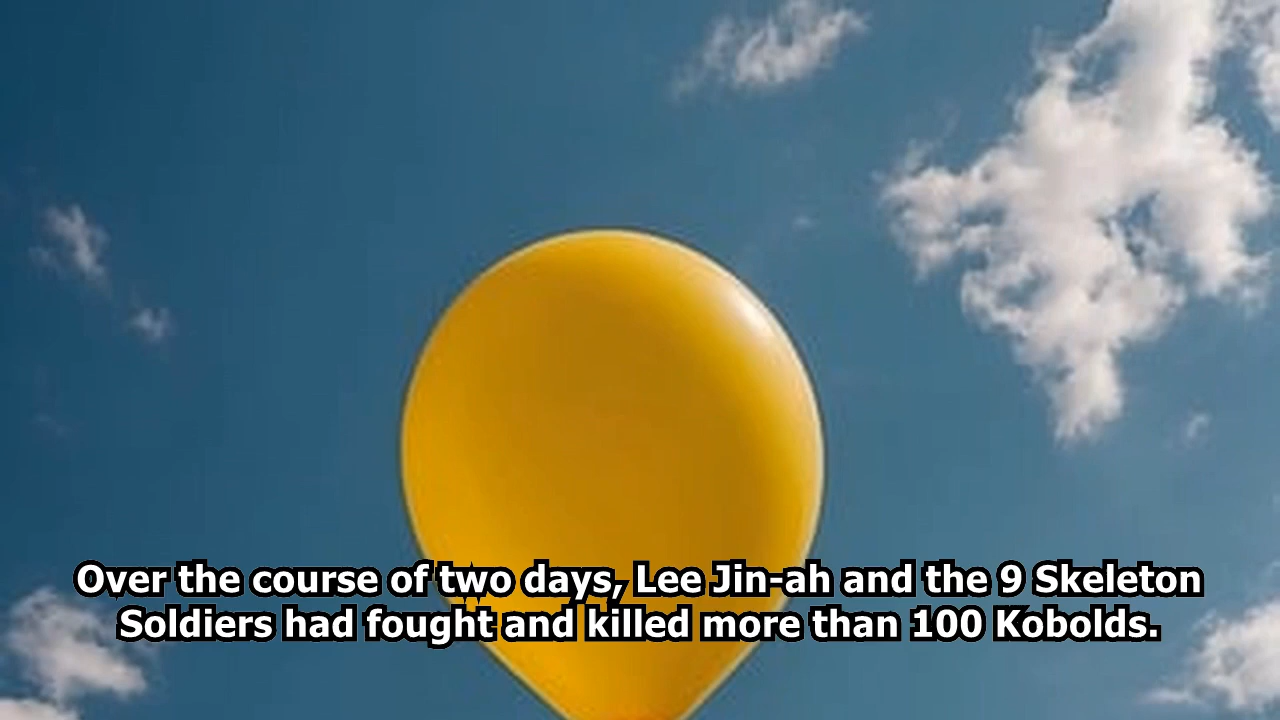 Over the course of two days, Lee Jin-ah and the 9 Skeleton
Soldiers had fought and killed more than 100 Kobolds.